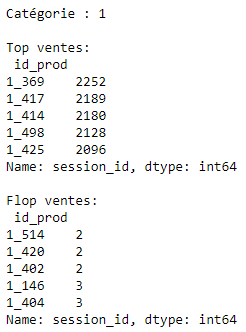 Catégorie : 1
Top ventes:
id_prod
1_369 2252
1_417 2189
1_414 2180
1_498 2128
1_425 2096
Name: session_id, dtype: int64
Flop ventes:
id_prod
1_514 2
1_420 2
1_402 2
1_146 3
1_404 3
Name: session_id, dtype: int64